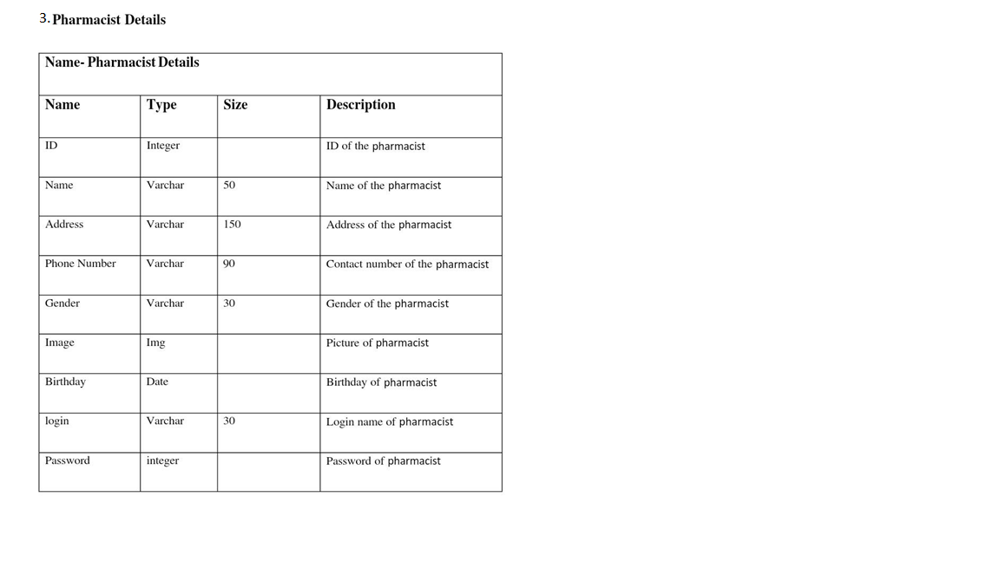 3. Pharmacist Details
Name- Pharmacist Details
Name Type Size Description
ID Integer ID of the pharmacist
Name Varchar 50 Name of the pharmacist
Address Varchar 150 Address of the pharmacist
Phone Number Varchar 90 Contact number of the pharmacist
Gender Varchar 30 Gender of the pharmacist
Image Img Picture of pharmacist
Birthday Date Birthday of pharmacist
login Varchar 30 Login name of pharmacist
Password integer Password of pharmacist